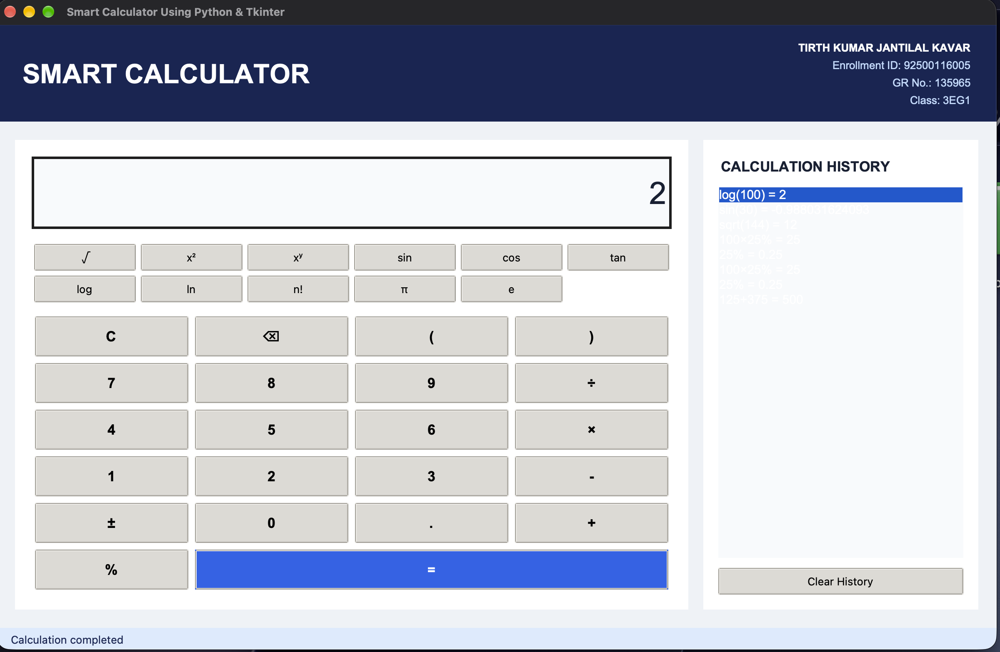 Smart Calculator Using Python & Tkinter
SMART CALCULATOR
TIRTH KUMAR JANTILAL KAVAR
Enrollment ID: 92500116005
GR No.: 135965
Class: 3EG1
2
√ x² xʸ sin cos tan
log ln n! π e
C ⌫ ( )
7 8 9 ÷
4 5 6 ×
1 2 3 -
± 0 . +
% =
CALCULATION HISTORY
log(100) = 2
sin(30) = -0.988031624093
sqrt(144) = 12
100×25% = 25
25% = 0.25
100×25% = 25
25% = 0.25
125+375 = 500
Clear History
Calculation completed